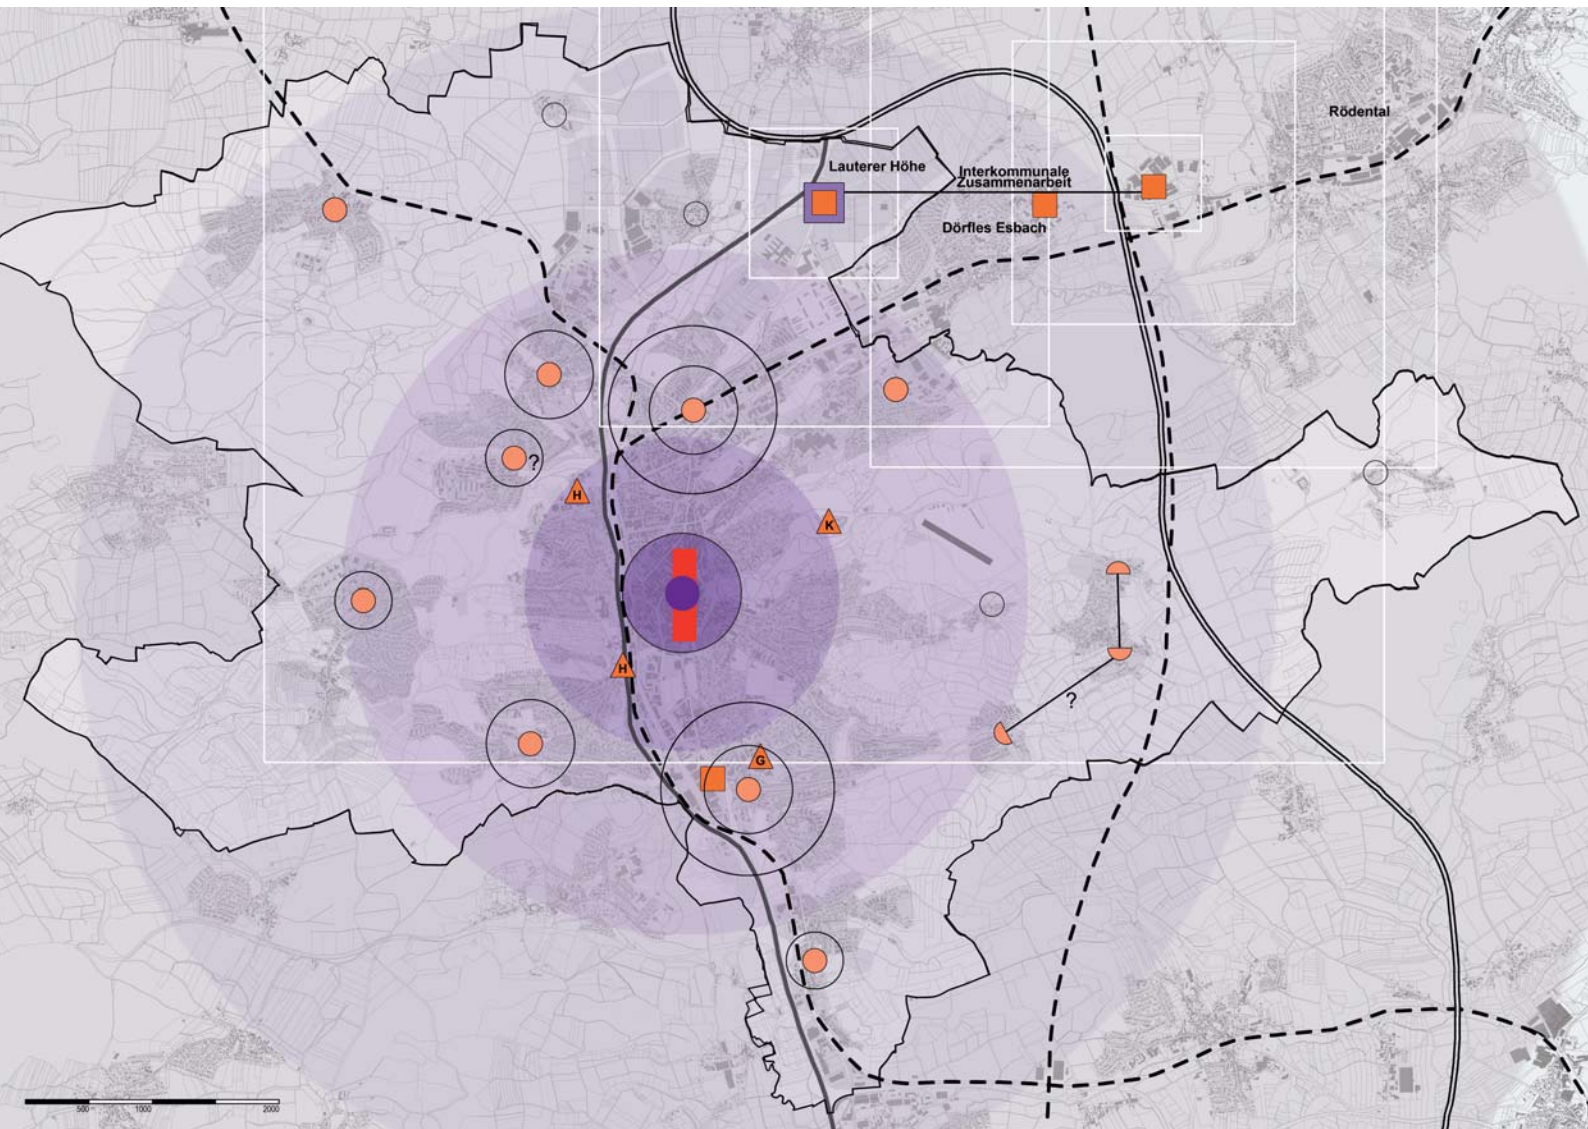 Rödental
Lauterer Höhe
Interkommunale
Zusammenarbeit
Dörfles Esbach
?
H
K
H
?
G
500
1000
2000